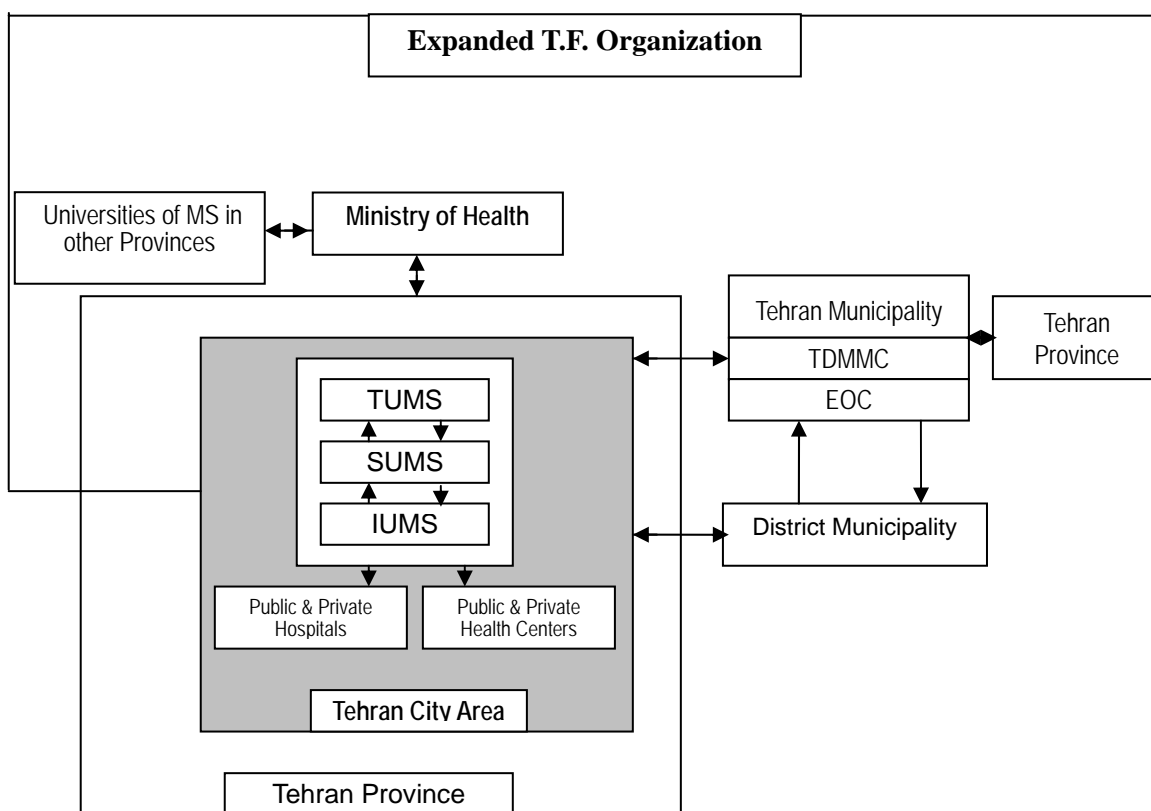 Expanded T.F. Organization
Universities of MS in
other Provinces
Ministry of Health
Tehran Municipality
TDMMC
EOC
Tehran
Province
TUMS
SUMS
IUMS
District Municipality
Public & Private
Hospitals
Public & Private
Health Centers
Tehran City Area
Tehran Province